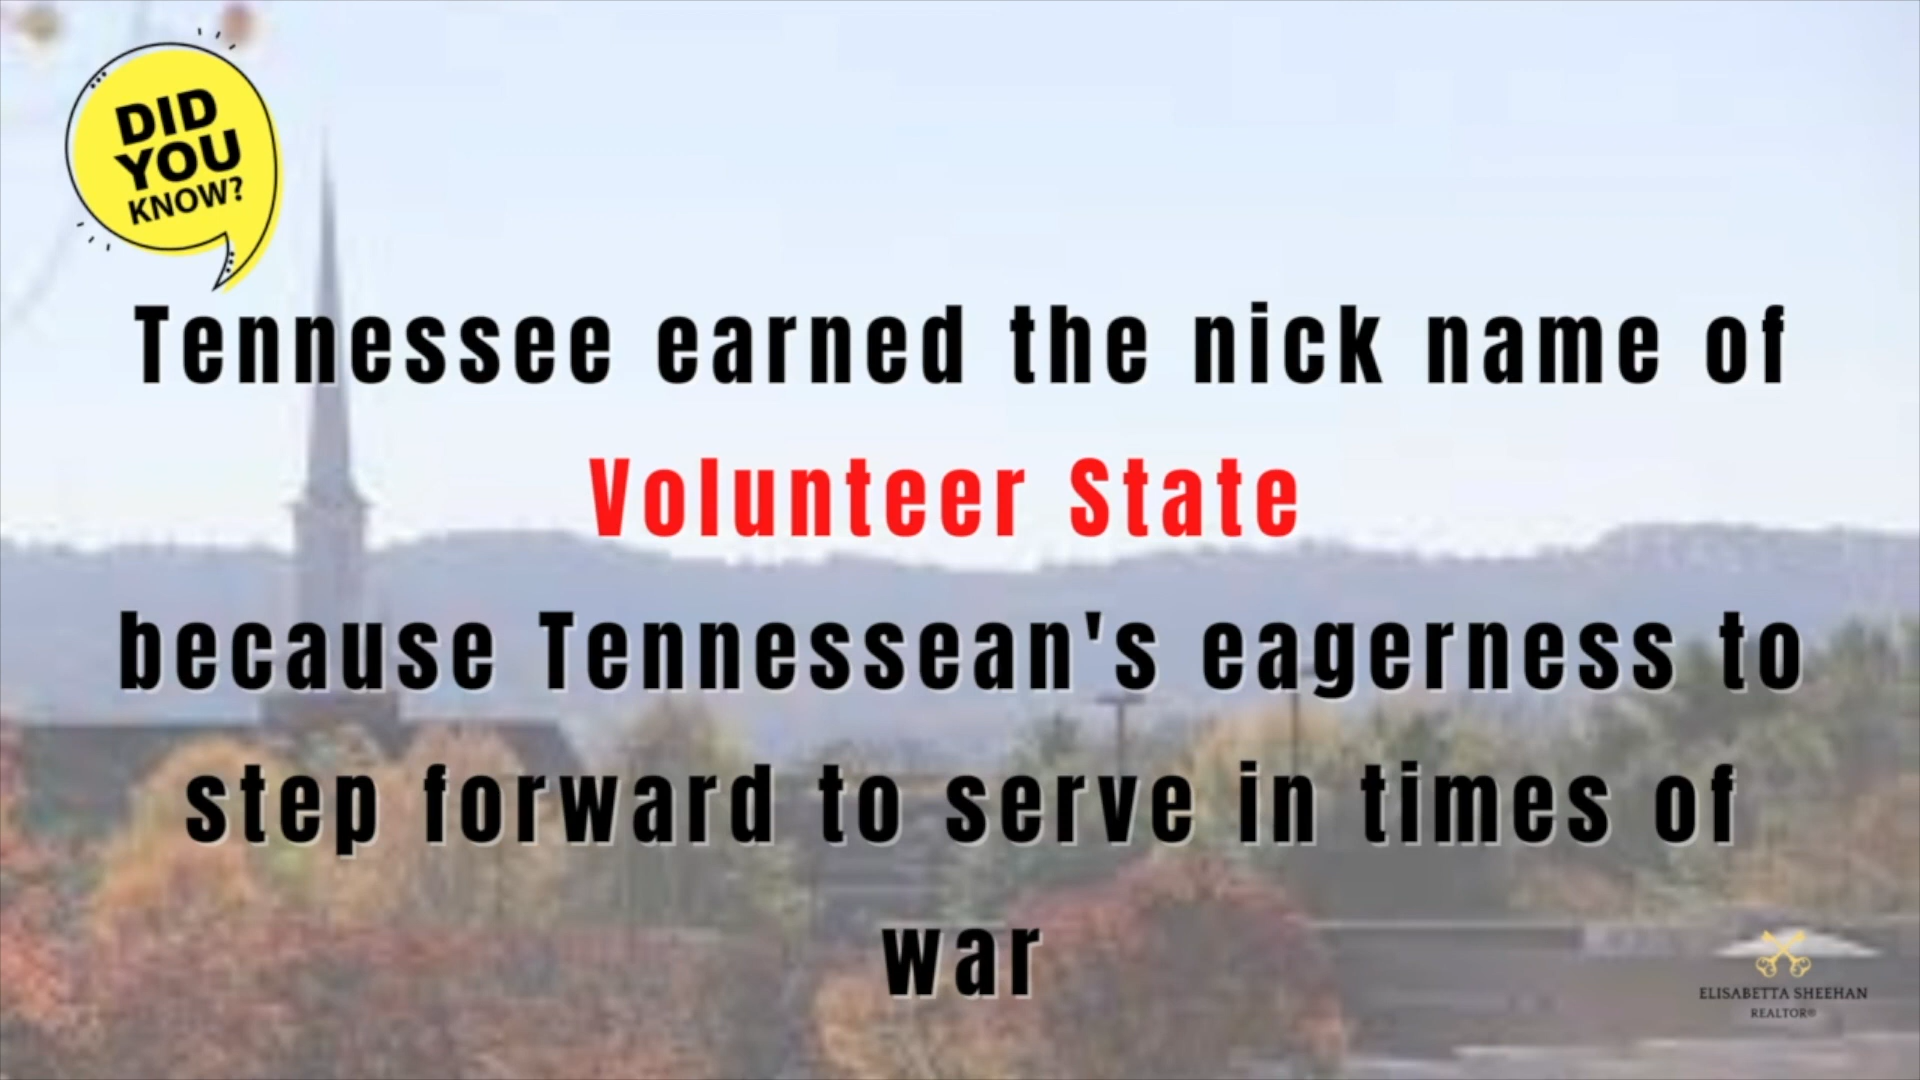 DID
YOU
KNOW?
Tennessee earned the nick name of
Volunteer State
because Tennessean's eagerness to
step forward to serve in times of
war
ELISABETTA SHEEHAN
REALTOR®